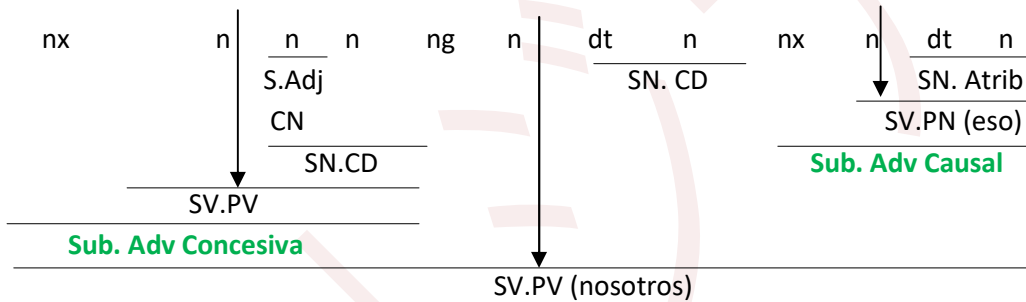 nx n n n ng n dt n nx n dt n
S.Adj SN. CD SN. Atrib
CN SV.PN (eso)
SN.CD Sub. Adv Causal
SV.PV
Sub. Adv Concesiva
SV.PV (nosotros)